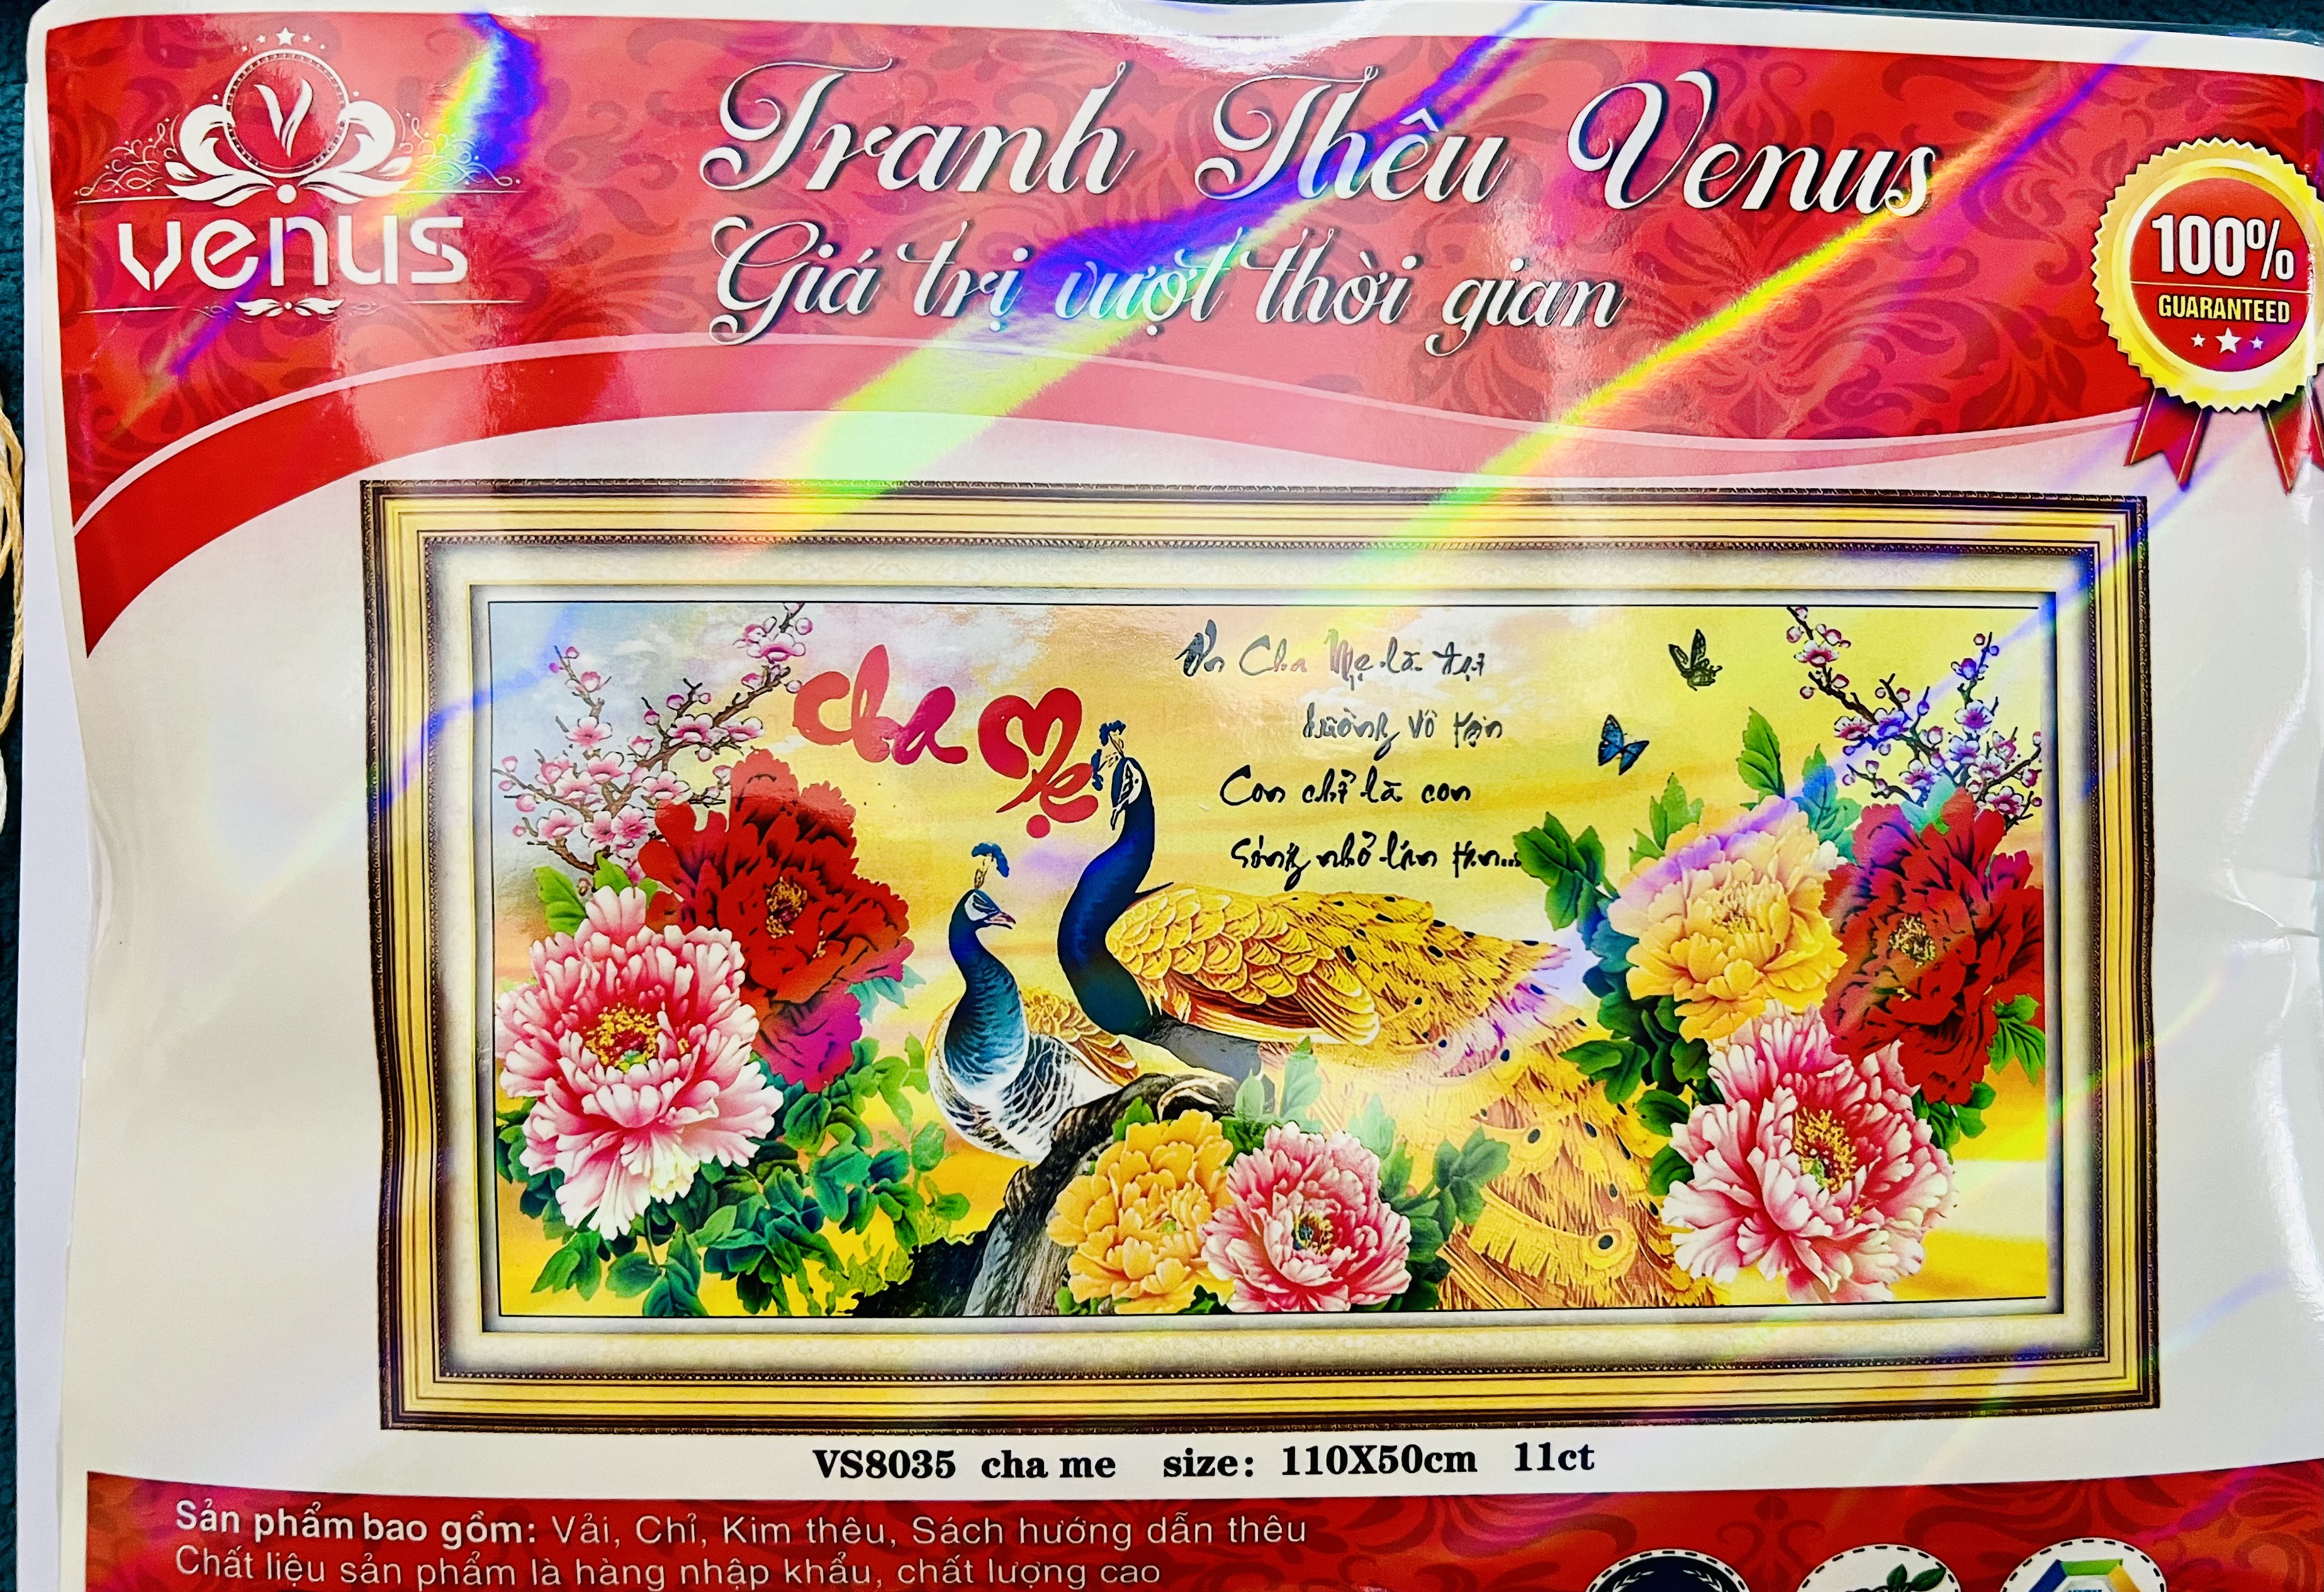 venus
Tranh Thêu Venus
Giá trị vượt thời gian
100%
GUARANTEED
cha Mẹ
Ơn Cha Mẹ là đại
dương vô tận
Con chỉ là con
Sóng nhỏ lăn tăn...
VS8035 cha me size: 110X50cm 11ct
Sản phẩm bao gồm: Vải, Chỉ, Kim thêu, Sách hướng dẫn thêu
Chất liệu sản phẩm là hàng nhập khẩu, chất lượng cao